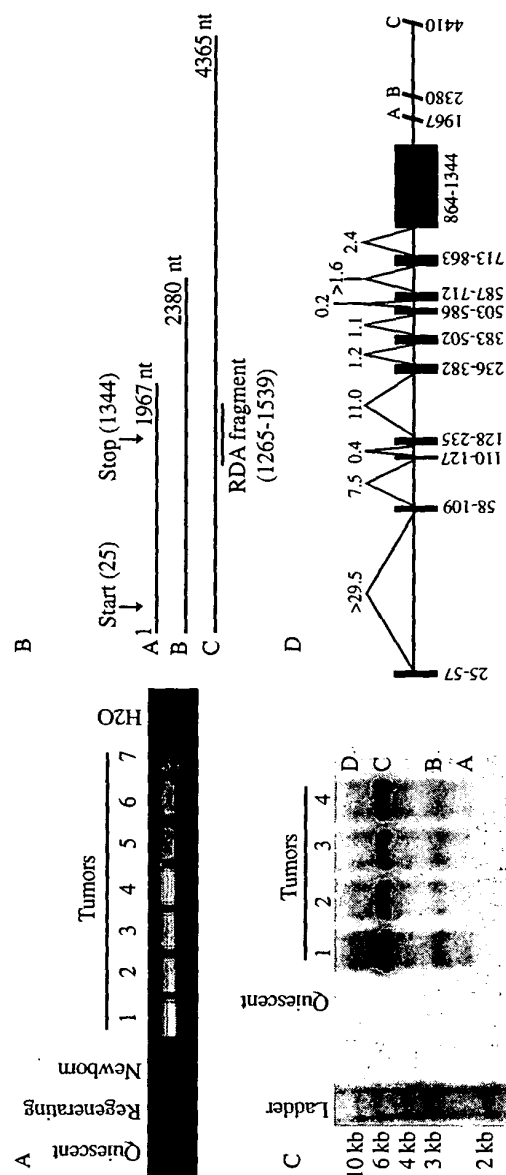 A
Quiescent
Regenerating
Newborn
Tumors
1 2 3 4 5 6 7
H2O
B
Start (25)
Stop (1344)
A 1
1967 nt
B
2380 nt
C
4365 nt
RDA fragment
(1265-1539)
C
Ladder
Quiescent
Tumors
1 2 3 4
10 kb
6 kb
4 kb
3 kb
2 kb
D
C
B
A
D
>29.5 7.5 0.4 11.0 1.2 1.1 0.2 >1.6 2.4
A B C
25-57 58-109 110-127 128-235 236-382 383-502 503-586 587-712 713-863 864-1344 1967 2380 4410